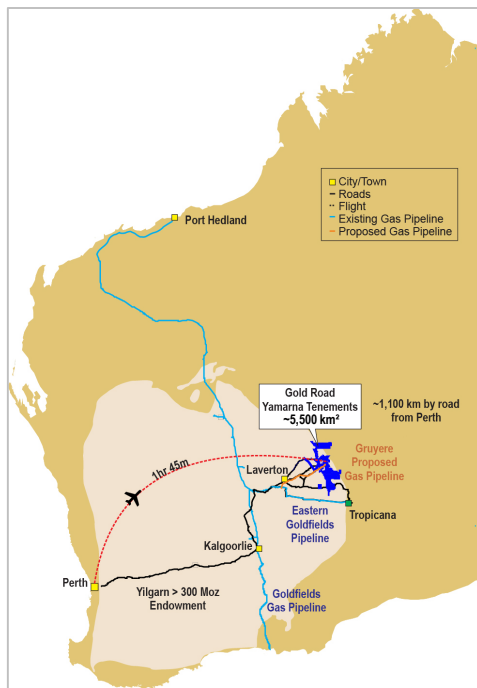 City/Town
Roads
Flight
Existing Gas Pipeline
Proposed Gas Pipeline
Port Hedland
Gold Road
Yamarna Tenements
~5,500 km²
~1,100 km by road
from Perth
1hr 45m
Laverton
Gruyere
Proposed
Gas Pipeline
Eastern
Goldfields
Pipeline
Tropicana
Kalgoorlie
Perth
Yilgarn > 300 Moz
Endowment
Goldfields
Gas Pipeline